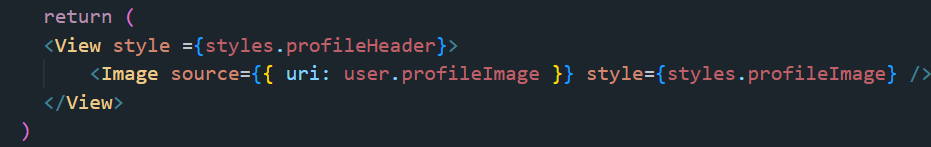 return (
<View style ={styles.profileHeader}>
<Image source={{ uri: user.profileImage }} style={styles.profileImage} />
</View>
)